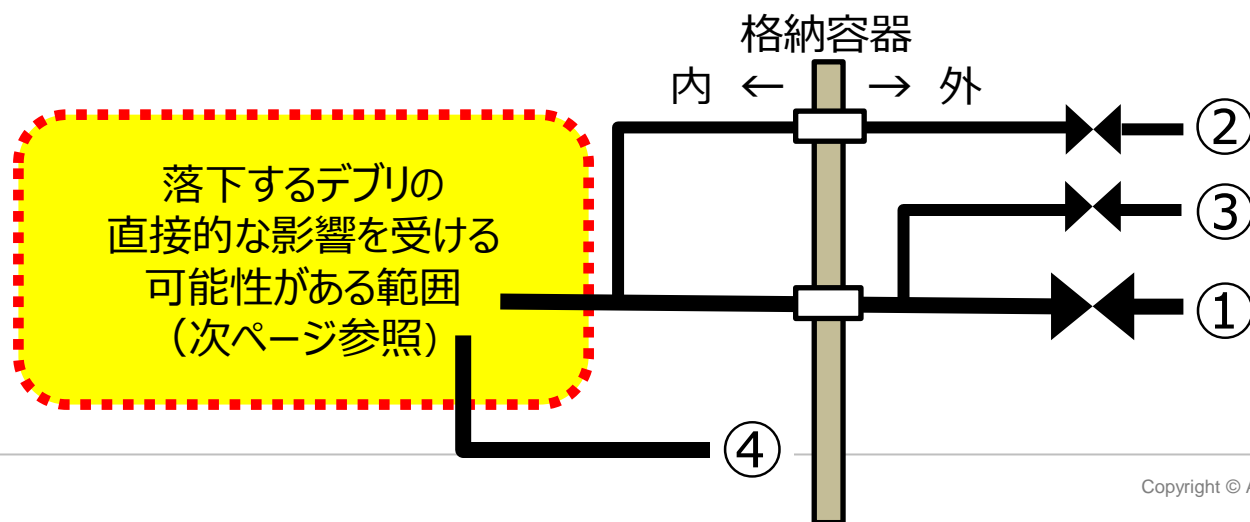 格納容器
内 ← → 外
②
③
落下するデブリの
直接的な影響を受ける
可能性がある範囲
（次ページ参照）
①
④
Copyright ©